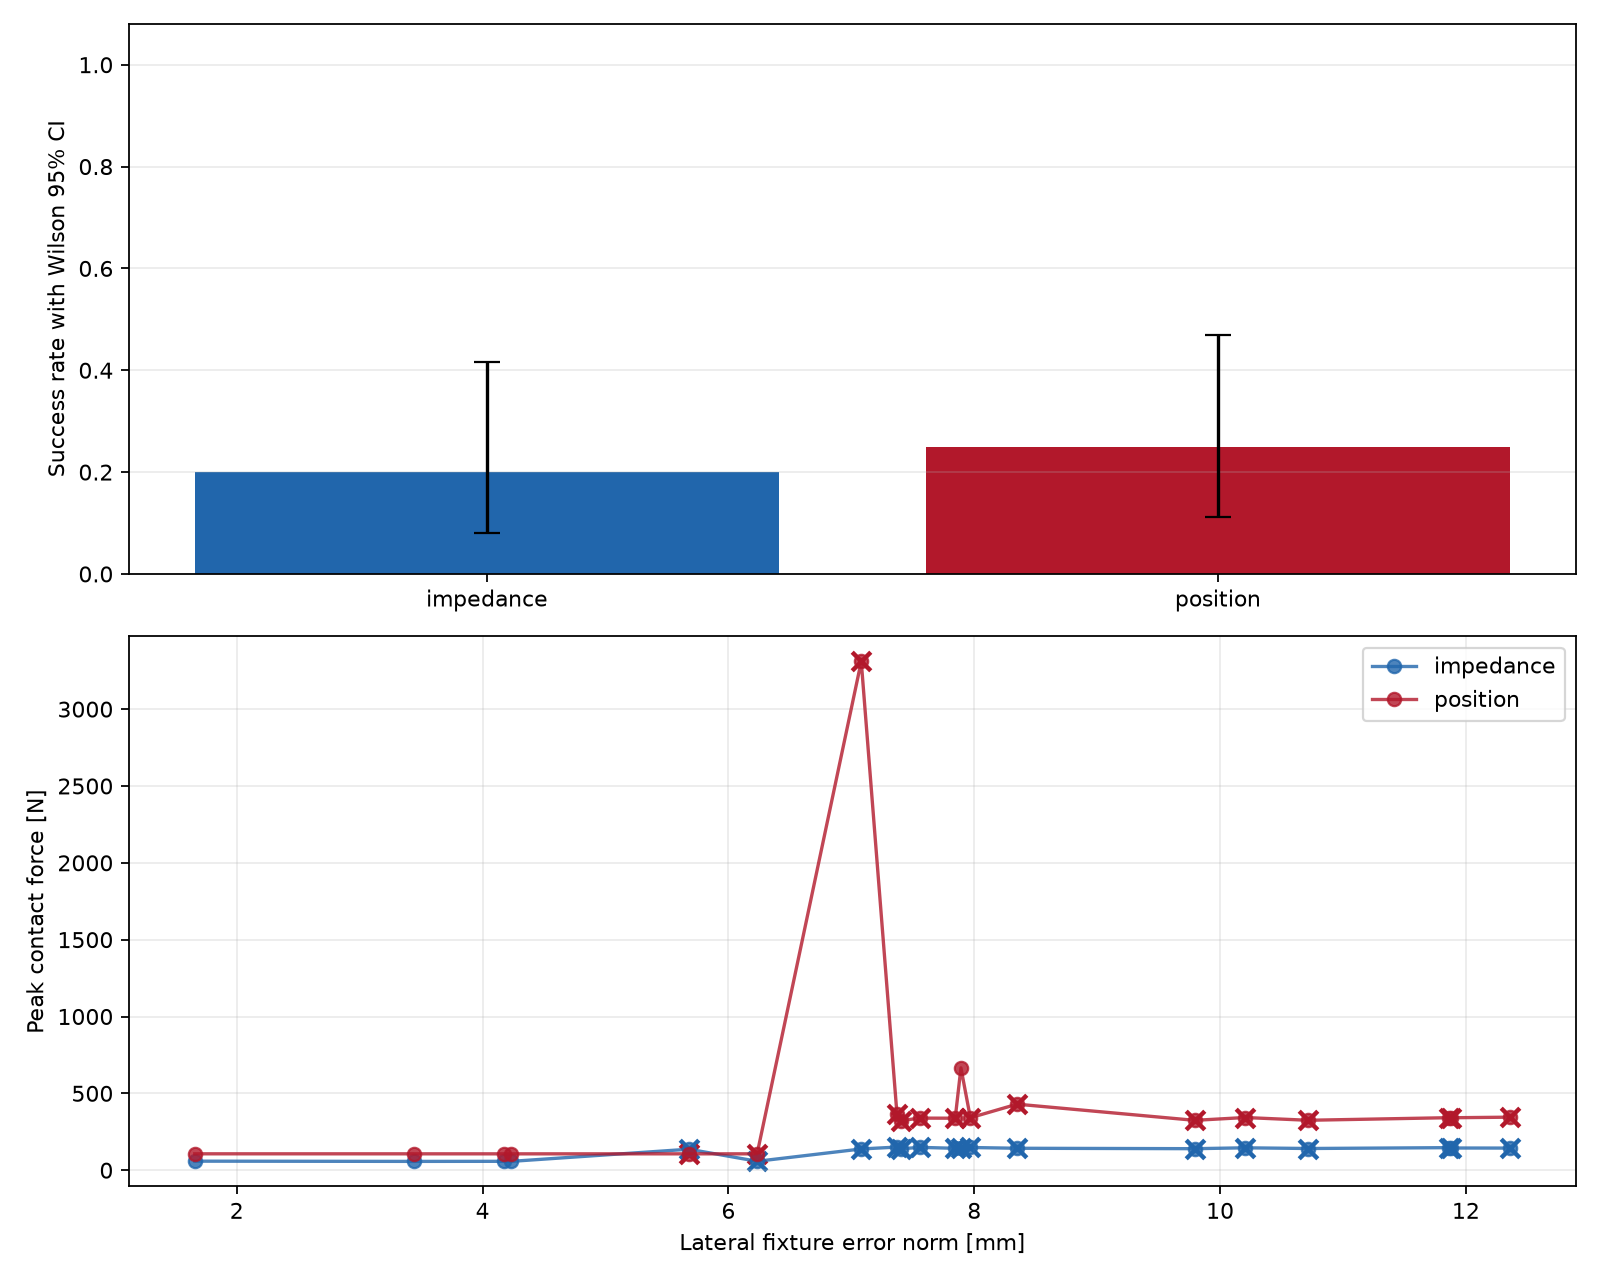 Success rate with Wilson 95% CI
1.0
0.8
0.6
0.4
0.2
0.0
impedance position
Peak contact force [N]
3000
2500
2000
1500
1000
500
0
impedance
position
2 4 6 8 10 12
Lateral fixture error norm [mm]